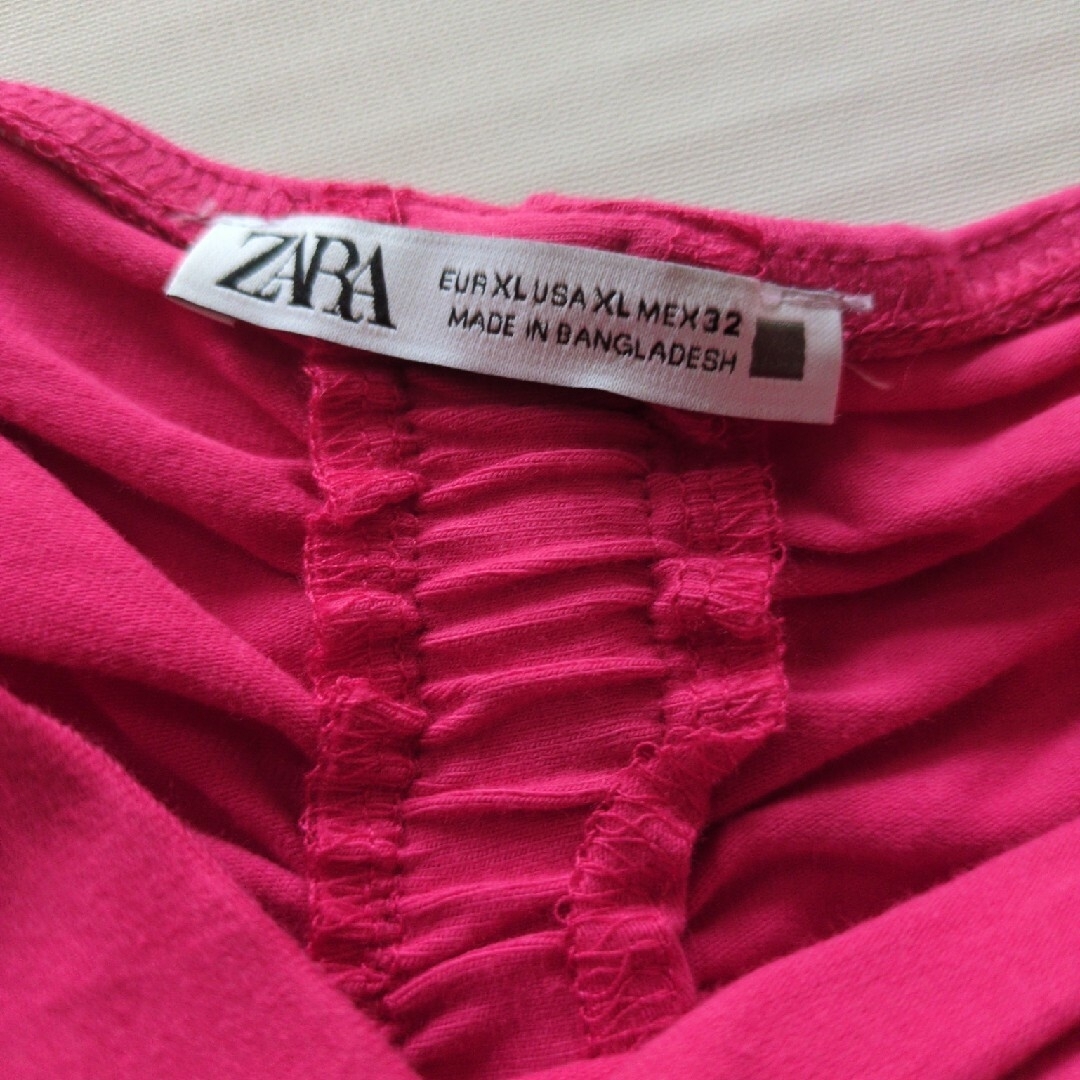 ZARA
EUR XL USA XL MEX 32
MADE IN BANGLADESH